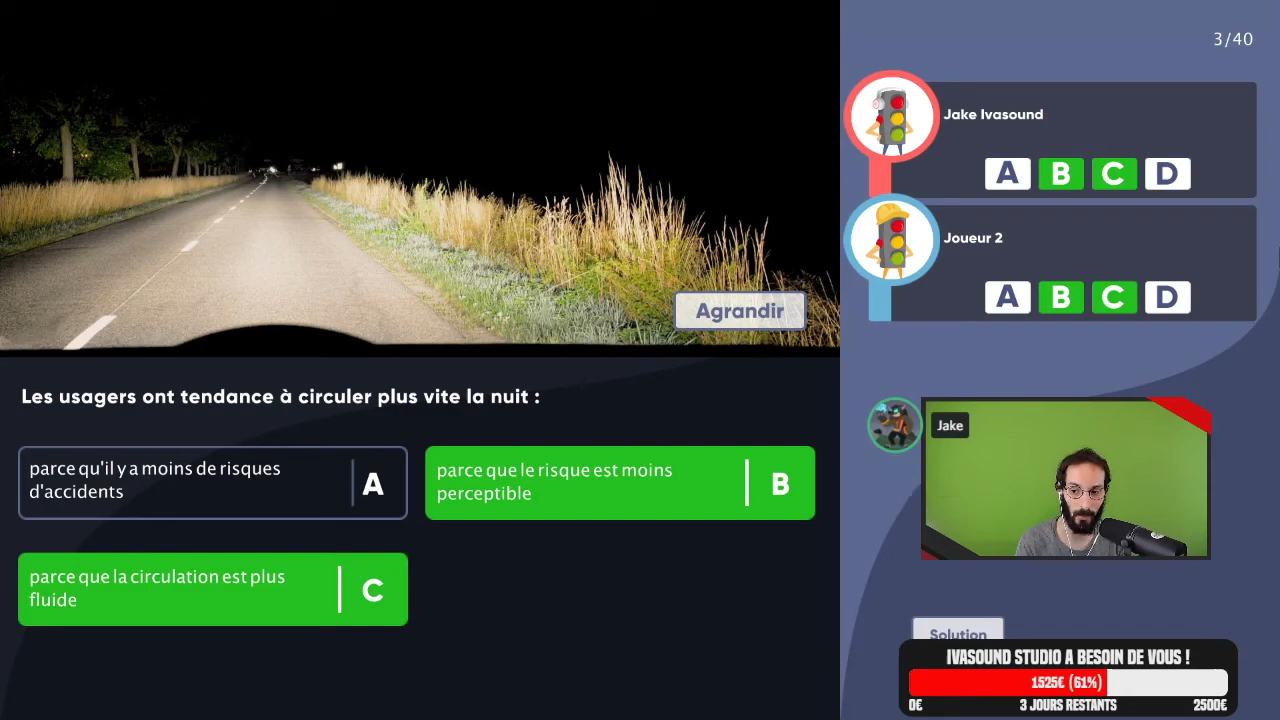 3/40
Jake Ivasound
A B C D
Joueur 2
A B C D
Agrandir
Les usagers ont tendance à circuler plus vite la nuit :
parce qu'il y a moins de risques
d'accidents
A
parce que le risque est moins
perceptible
B
parce que la circulation est plus
fluide
C
Jake
Solution
IVASOUND STUDIO A BESOIN DE VOUS !
1525€ (61%)
0€ 3 JOURS RESTANTS 2500€